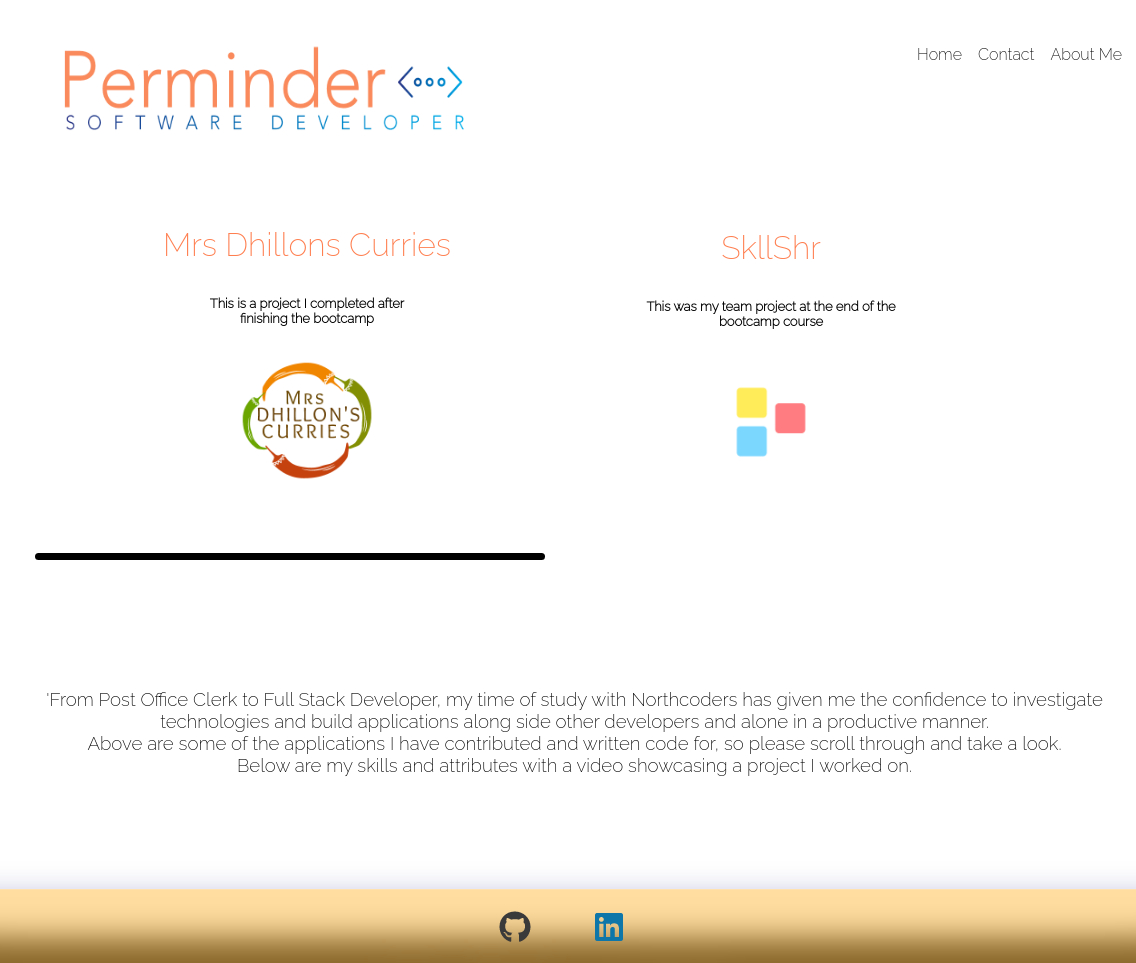 Perminder
SOFTWARE DEVELOPER
Home Contact About Me
Mrs Dhillons Curries
This is a project I completed after
finishing the bootcamp
MRS
DHILLON'S
CURRIES
SkllShr
This was my team project at the end of the
bootcamp course
'From Post Office Clerk to Full Stack Developer, my time of study with Northcoders has given me the confidence to investigate
technologies and build applications along side other developers and alone in a productive manner.
Above are some of the applications I have contributed and written code for, so please scroll through and take a look.
Below are my skills and attributes with a video showcasing a project I worked on.
in